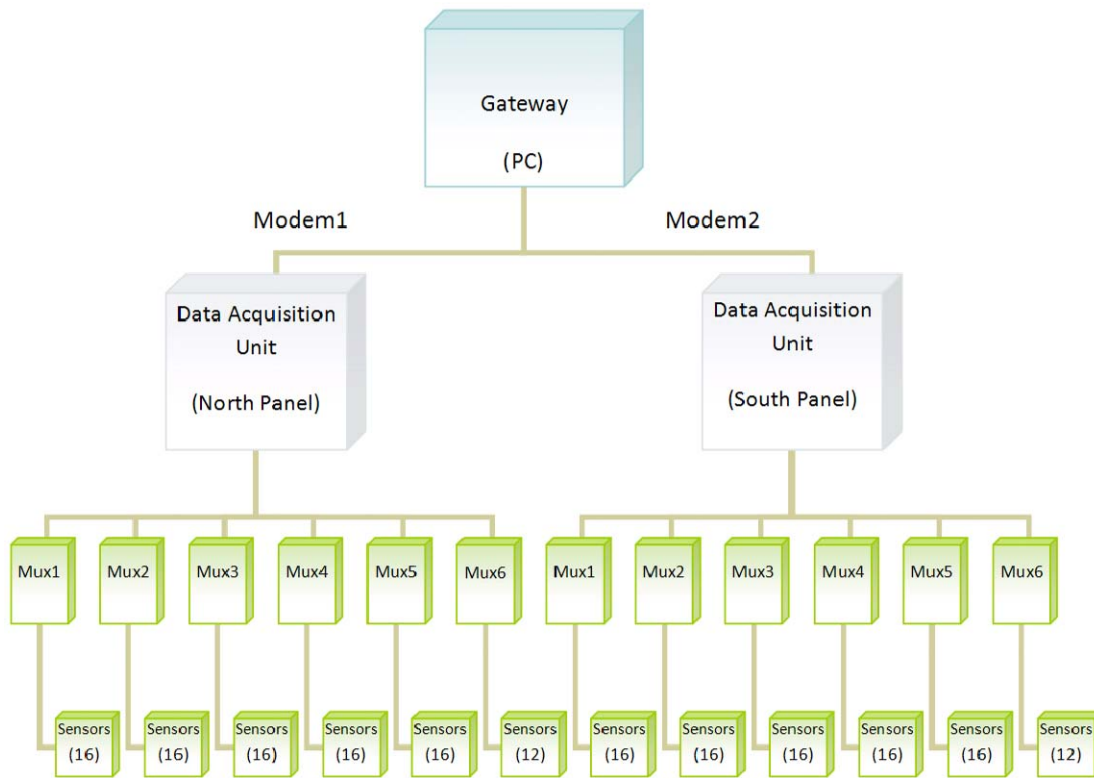 Gateway
(PC)
Modem1
Modem2
Data Acquisition
Unit
(North Panel)
Data Acquisition
Unit
(South Panel)
Mux1
Mux2
Mux3
Mux4
Mux5
Mux6
Mux1
Mux2
Mux3
Mux4
Mux5
Mux6
Sensors
(16)
Sensors
(16)
Sensors
(16)
Sensors
(16)
Sensors
(16)
Sensors
(12)
Sensors
(16)
Sensors
(16)
Sensors
(16)
Sensors
(16)
Sensors
(16)
Sensors
(12)